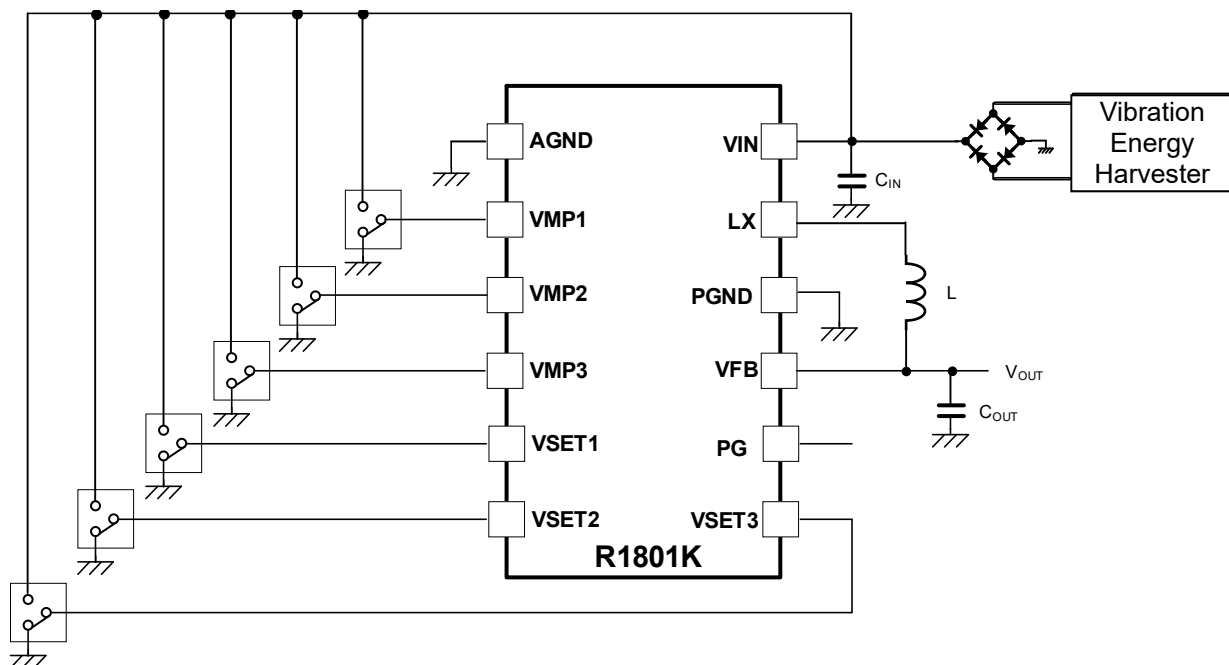 AGND
VIN
Vibration
Energy
Harvester
CIN
VMP1
LX
VMP2
PGND
L
VMP3
VFB
VOUT
COUT
VSET1
PG
VSET2
VSET3
R1801K